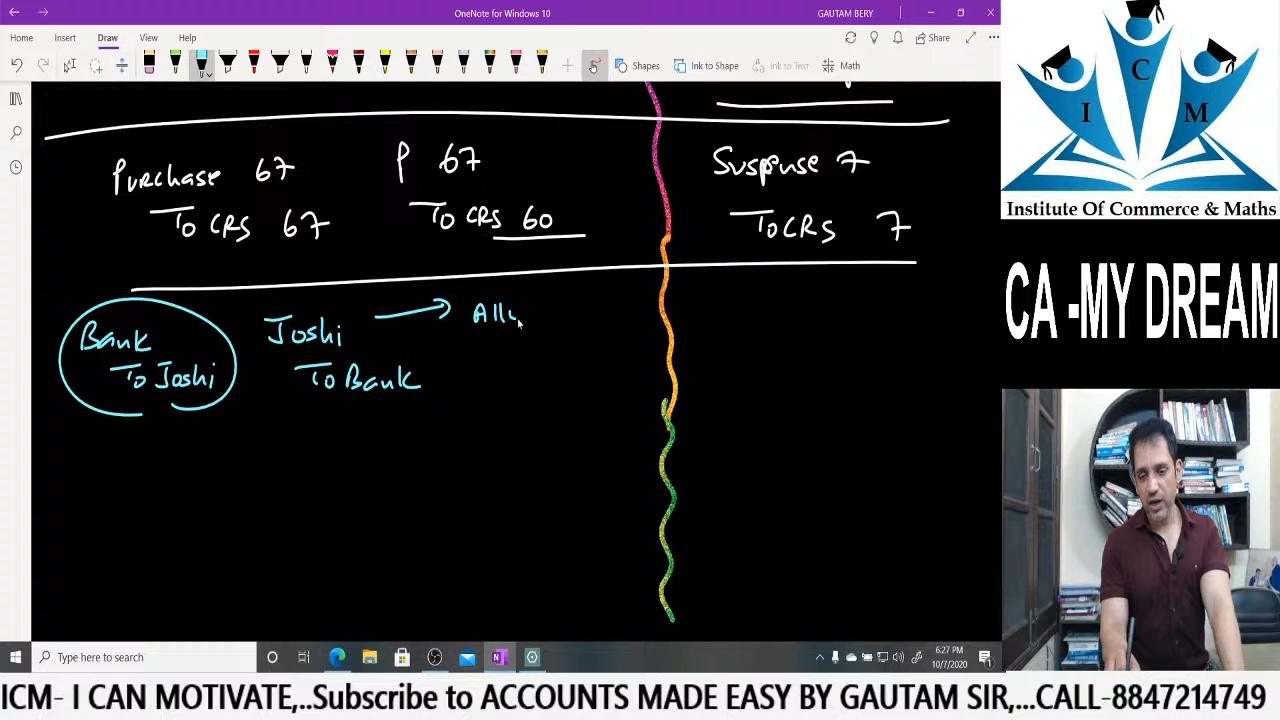 OneNote for Windows 10
GAUTAM BERY
Home Insert Draw View Help
Share
Shapes Ink to Shape Ink to Text Math
Purchase 67 P 67 Suspense 7
To CRS 67 To CRS 60 To CRS 7
Bank Joshi → All
To Joshi To Bank
I C M
Institute Of Commerce & Maths
CA -MY DREAM
Type here to search
6:27 PM
10/7/2020
ICM- I CAN MOTIVATE,..Subscribe to ACCOUNTS MADE EASY BY GAUTAM SIR,...CALL-8847214749